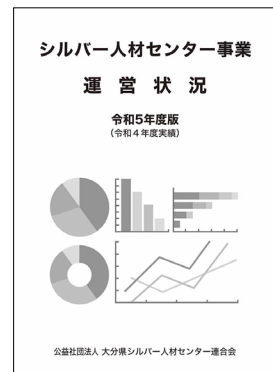 シルバー人材センター事業
運営状況
令和5年度版
(令和4年度実績)
公益社団法人 大分県シルバー人材センター連合会